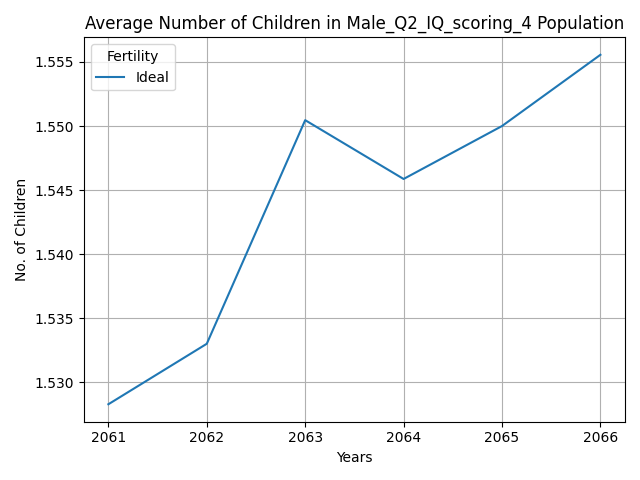 Average Number of Children in Male_Q2_IQ_scoring_4 Population
Fertility
Ideal
1.555
1.550
1.545
1.540
1.535
1.530
No. of Children
2061 2062 2063 2064 2065 2066
Years